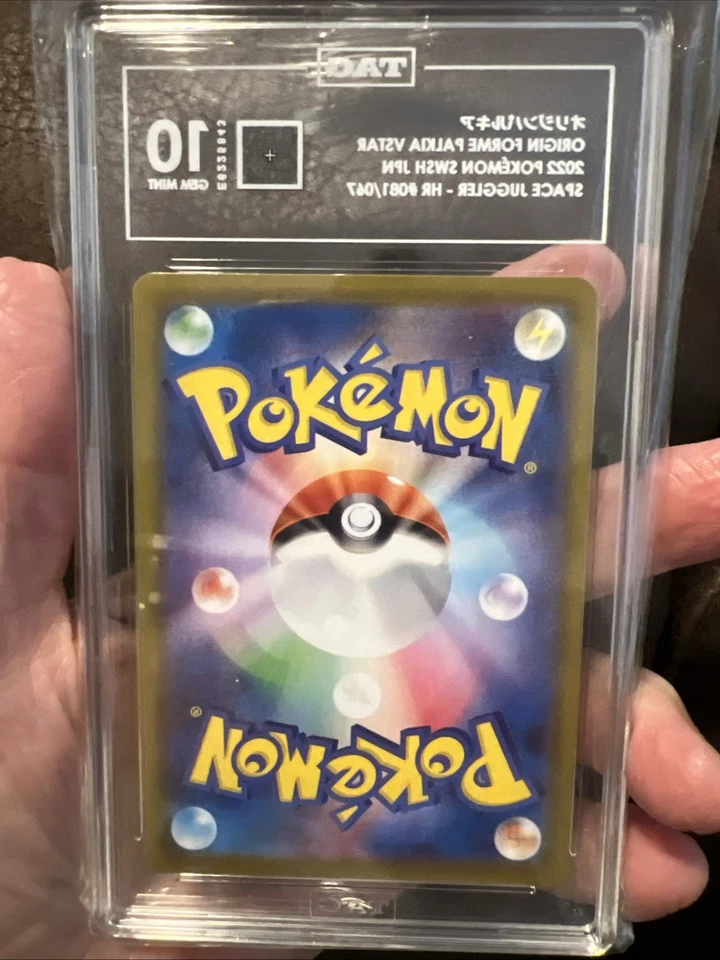 TAG
オリジンパルキア
ORIGIN FORME PALKIA VSTAR
2022 POKÉMON SWSH JPN
SPACE JUGGLER - HR #081/067
10
GEM MINT
E6225843
POKéMON®
POKéMON®